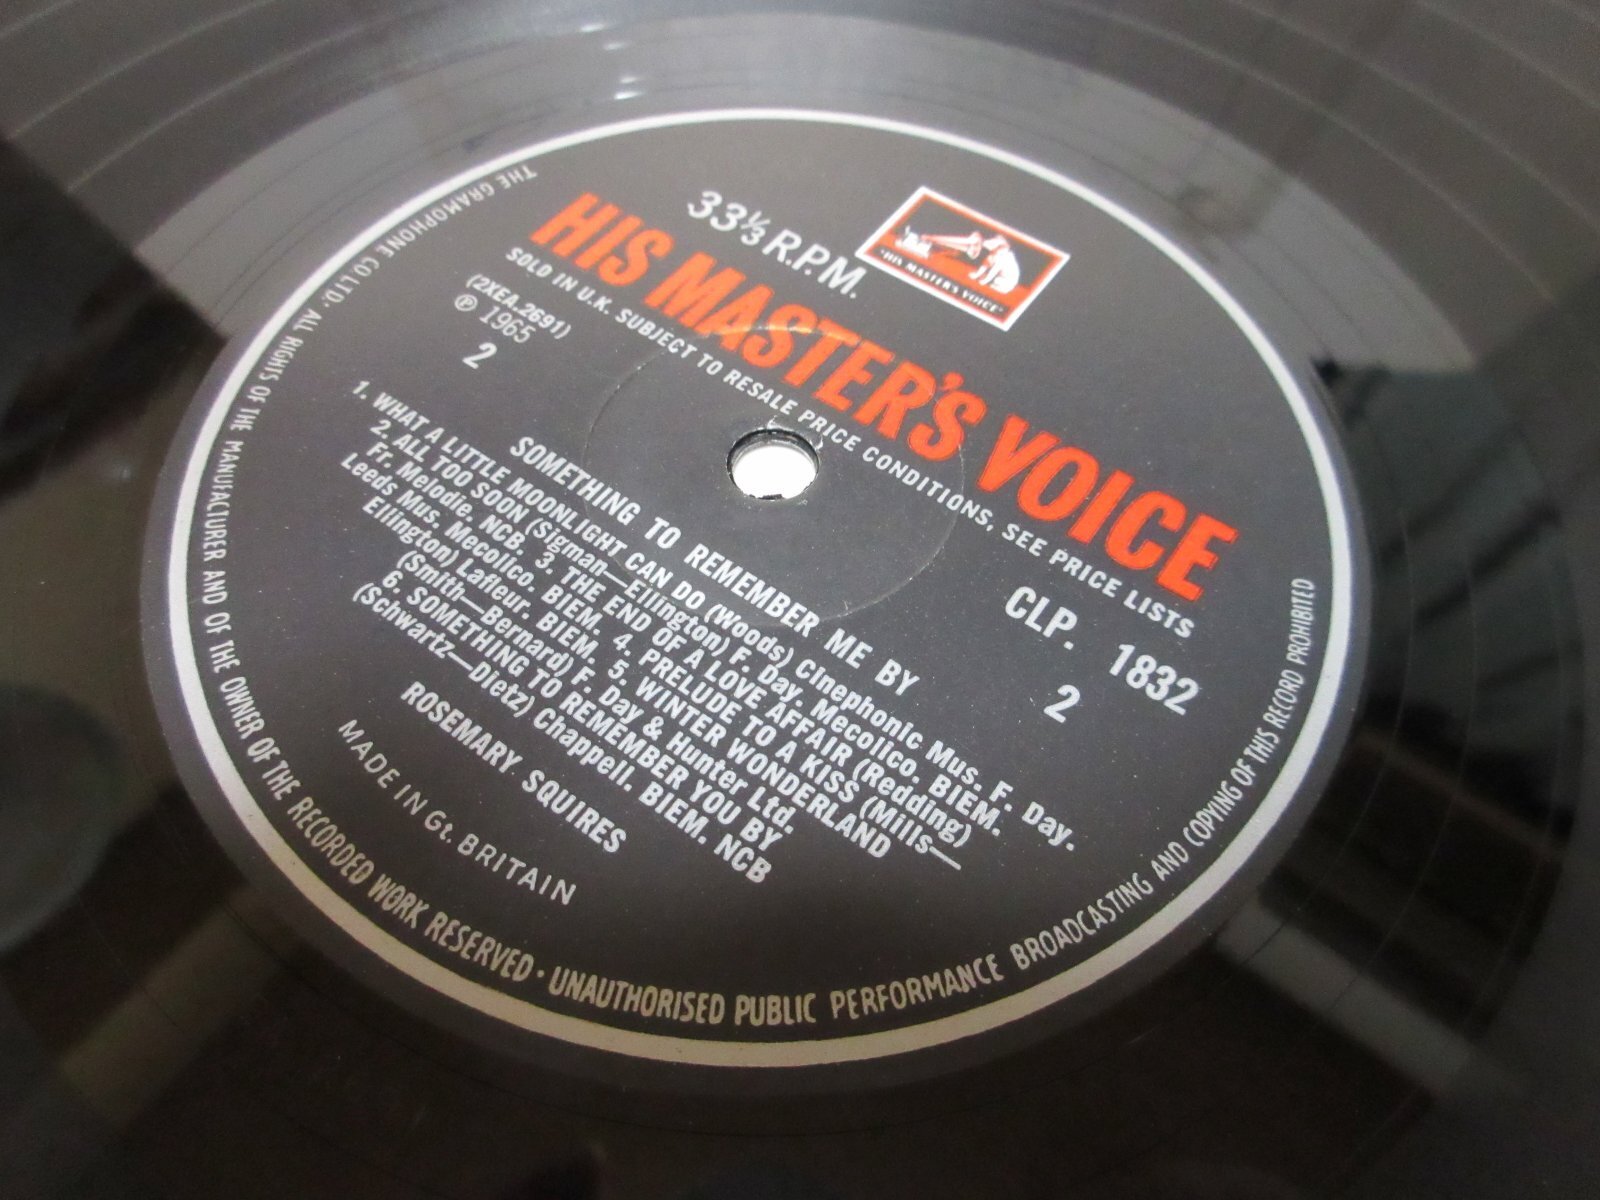 33⅓ R.P.M.
"HIS MASTER'S VOICE"
HIS MASTER'S VOICE
SOLD IN U.K. SUBJECT TO RESALE PRICE CONDITIONS, SEE PRICE LISTS
(2XEA.2691)
℗ 1965
2
CLP. 1832
2
SOMETHING TO REMEMBER ME BY
1. WHAT A LITTLE MOONLIGHT CAN DO (Woods) Cinephonic Mus. F. Day.
2. ALL TOO SOON (Sigman—Ellington) F. Day. Mecolico. BIEM.
Fr. Melodie. NCB. 3. THE END OF A LOVE AFFAIR (Redding)
Leeds Mus. Mecolico. BIEM. 4. PRELUDE TO A KISS (Mills—
Ellington) Lafleur. BIEM. 5. WINTER WONDERLAND
(Smith—Bernard) F. Day & Hunter Ltd.
6. SOMETHING TO REMEMBER YOU BY
(Schwartz—Dietz) Chappell. BIEM. NCB
ROSEMARY SQUIRES
MADE IN Gt. BRITAIN
THE GRAMOPHONE CO LTD. ALL RIGHTS OF THE MANUFACTURER AND OF THE OWNER OF THE RECORDED WORK RESERVED · UNAUTHORISED PUBLIC PERFORMANCE BROADCASTING AND COPYING OF THIS RECORD PROHIBITED